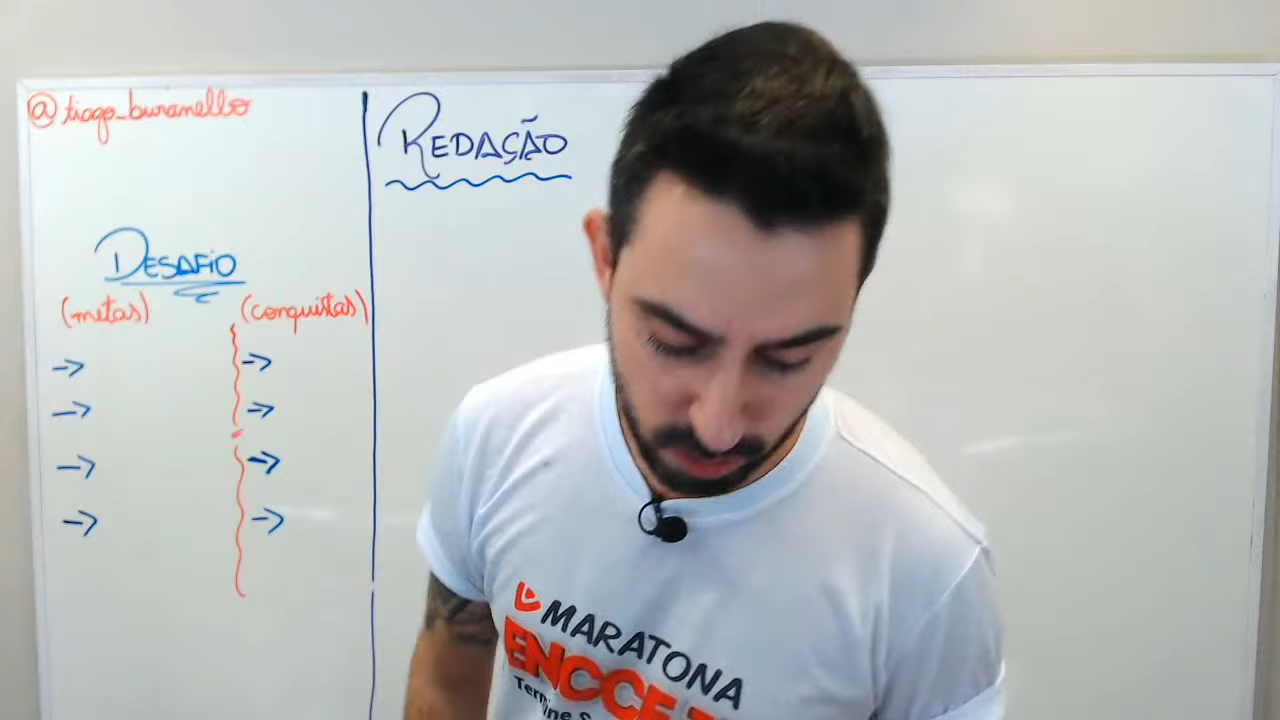 @tiago_buranello
REDAÇÃO
DESAFiO
(metas) (conquistas)
MARATONA
ENCCE